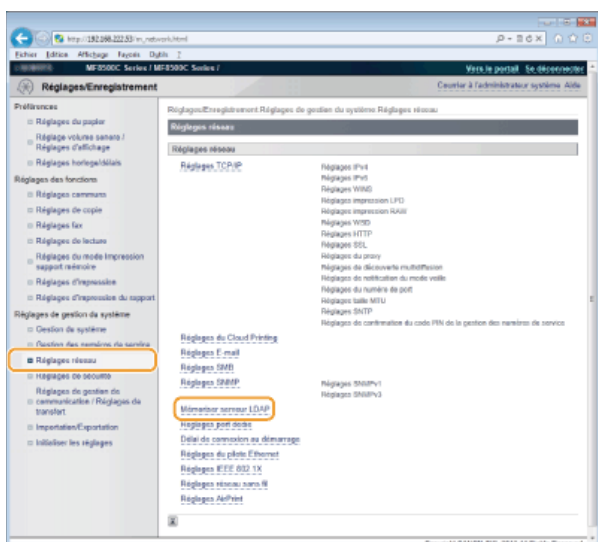 Fichier Edition Affichage Favoris Outils ?
MF8500C Series / MF8580C Series /
Vers le portail Se déconnecter
Réglages/Enregistrement
Courrier à l'administrateur système Aide
Préférences
Réglages du papier
Réglage volume sonore /
Réglages d'affichage
Réglages horloge/délais
Réglages des fonctions
Réglages communs
Réglages de copie
Réglages fax
Réglages de lecture
Réglages du mode Impression
support mémoire
Réglages d'impression
Réglages d'impression du rapport
Réglages de gestion du système
Gestion du système
Gestion des numéros de service
Réglages réseau
Réglages de sécurité
Réglages de gestion de
communication / Réglages de
transfert
Importation/Exportation
Initialiser les réglages
Réglages/Enregistrement:Réglages de gestion du système:Réglages réseau
Réglages réseau
Réglages réseau
Réglages TCP/IP
Réglages IPv4
Réglages IPv6
Réglages WINS
Réglages impression LPD
Réglages impression RAW
Réglages WSD
Réglages HTTP
Réglages SSL
Réglages du proxy
Réglages de découverte multidiffusion
Réglages de notification du mode veille
Réglages du numéro de port
Réglages taille MTU
Réglages SNTP
Réglages de confirmation du code PIN de la gestion des numéros de service
Réglages du Cloud Printing
Réglages E-mail
Réglages SMB
Réglages SNMP
Réglages SNMPv1
Réglages SNMPv3
Mémoriser serveur LDAP
Réglages port dédié
Délai de connexion au démarrage
Réglages du pilote Ethernet
Réglages IEEE 802.1X
Réglages réseau sans fil
Réglages AirPrint